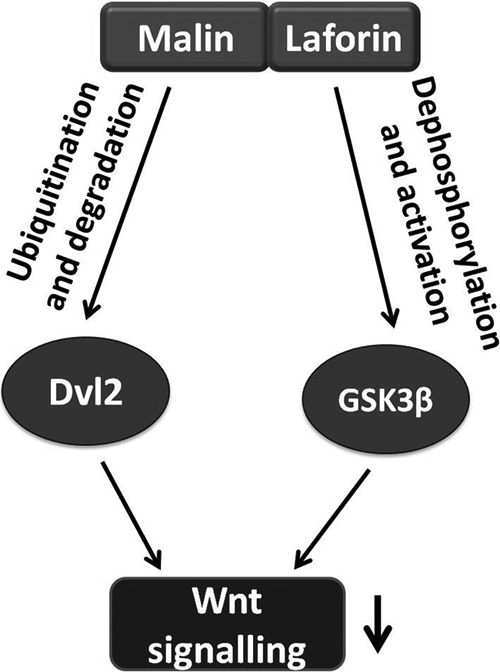 Malin
Laforin
Ubiquitination
and degradation
Dephosphorylation
and activation
Dvl2
GSK3β
Wnt
signalling